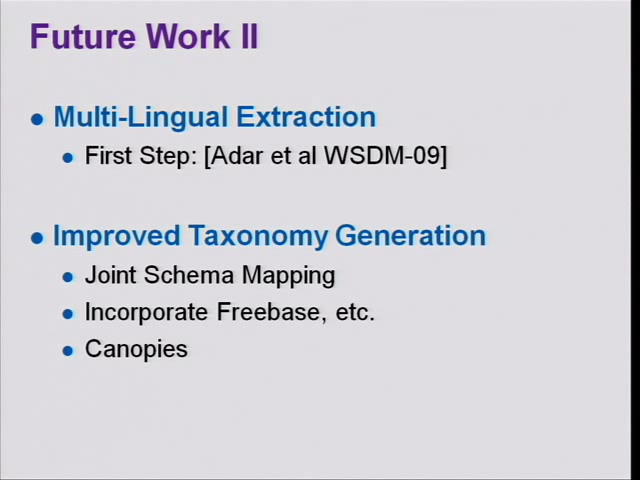 Future Work II
Multi-Lingual Extraction
First Step: [Adar et al WSDM-09]
Improved Taxonomy Generation
Joint Schema Mapping
Incorporate Freebase, etc.
Canopies